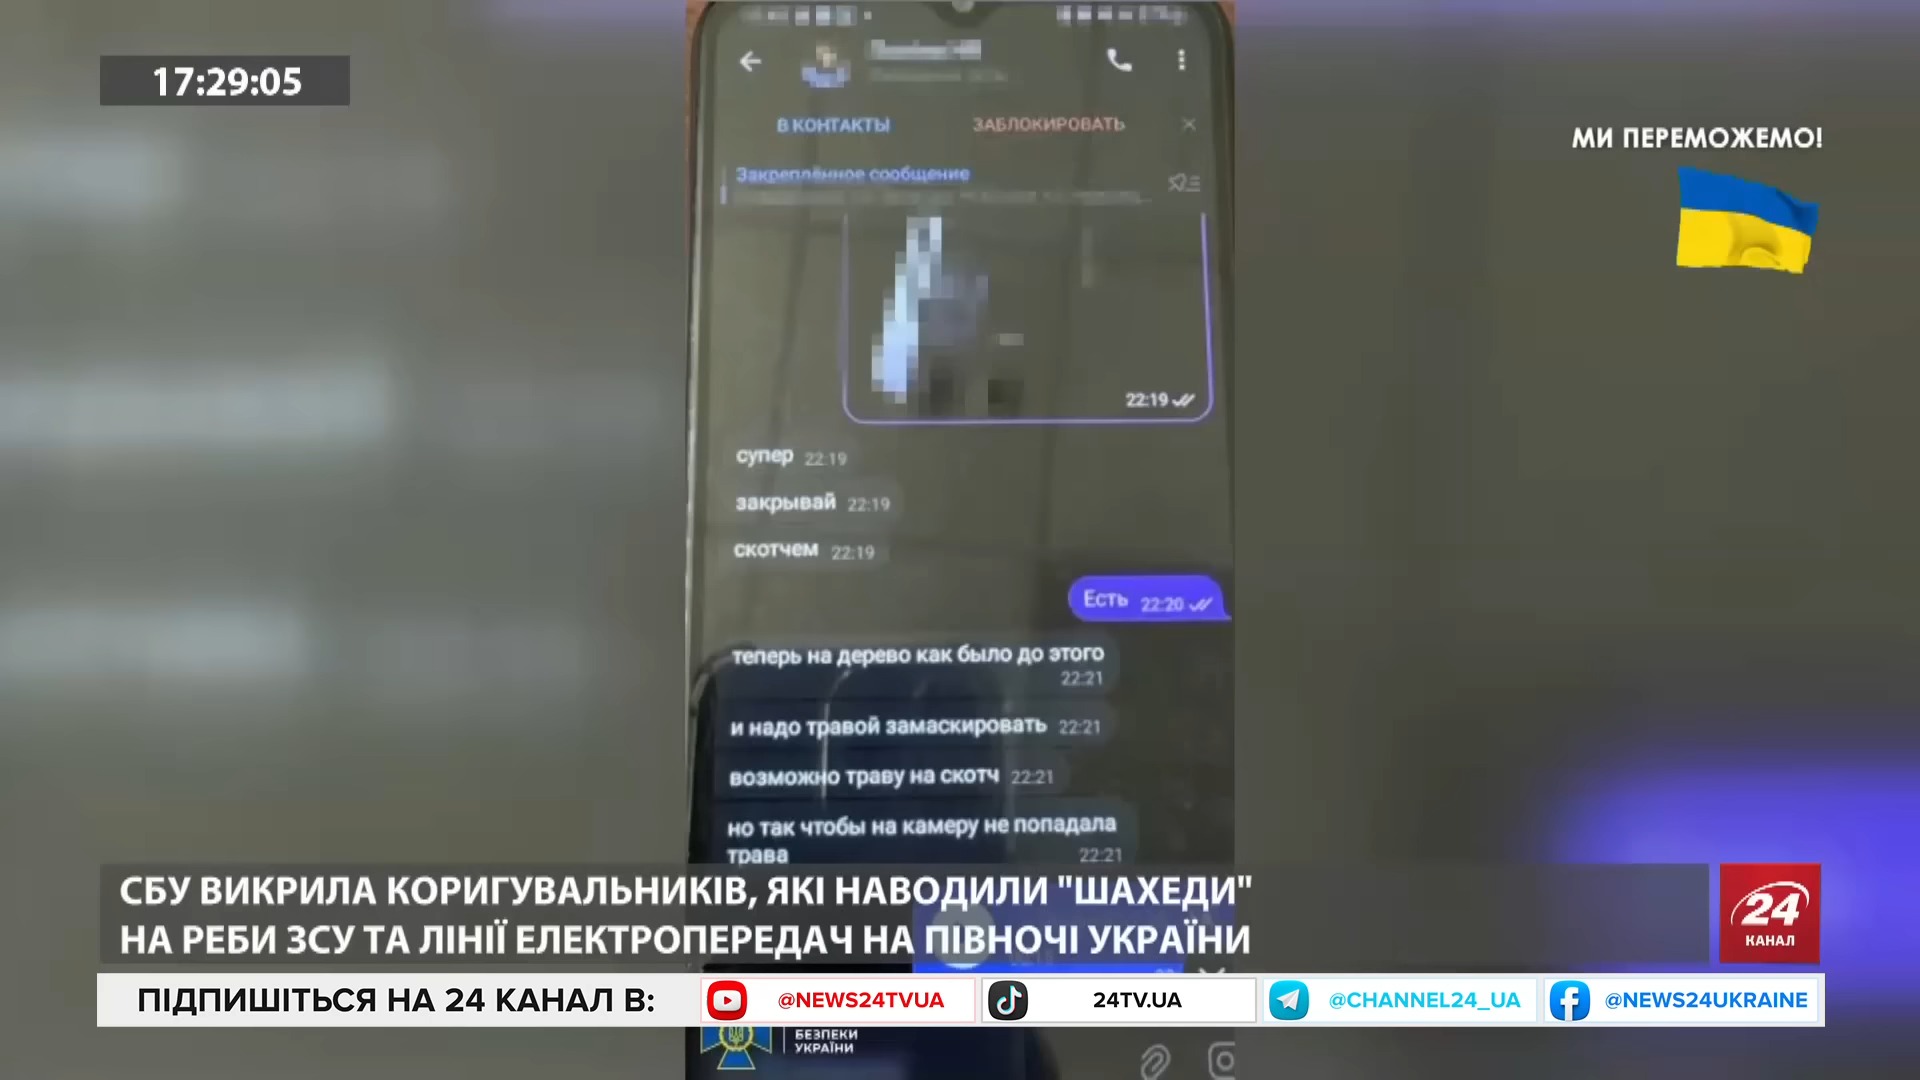 17:29:05
МИ ПЕРЕМОЖЕМО!
В КОНТАКТЫ
ЗАБЛОКИРОВАТЬ
Закреплённое сообщение
22:19
супер 22:19
закрывай 22:19
скотчем 22:19
Есть 22:20
теперь на дерево как было до этого
22:21
и надо травой замаскировать 22:21
возможно траву на скотч 22:21
но так чтобы на камеру не попадала
трава 22:21
СБУ ВИКРИЛА КОРИГУВАЛЬНИКІВ, ЯКІ НАВОДИЛИ "ШАХЕДИ"
НА РЕБИ ЗСУ ТА ЛІНІЇ ЕЛЕКТРОПЕРЕДАЧ НА ПІВНОЧІ УКРАЇНИ
24
КАНАЛ
ПІДПИШІТЬСЯ НА 24 КАНАЛ В:
@NEWS24TVUA
24TV.UA
@CHANNEL24_UA
@NEWS24UKRAINE
БЕЗПЕКИ
УКРАЇНИ